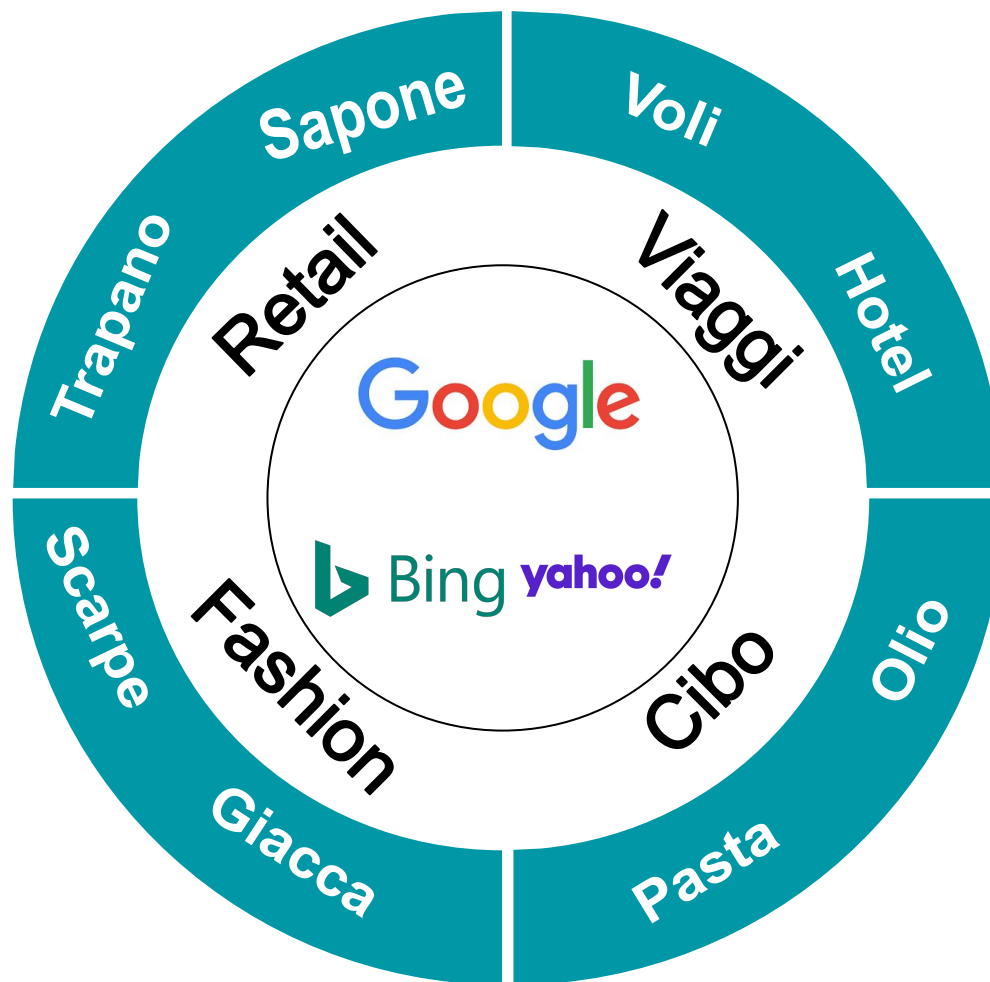 Sapone
Voli
Trapano
Retail
Viaggi
Hotel
Google
Bing
yahoo!
Scarpe
Fashion
Cibo
Olio
Giacca
Pasta